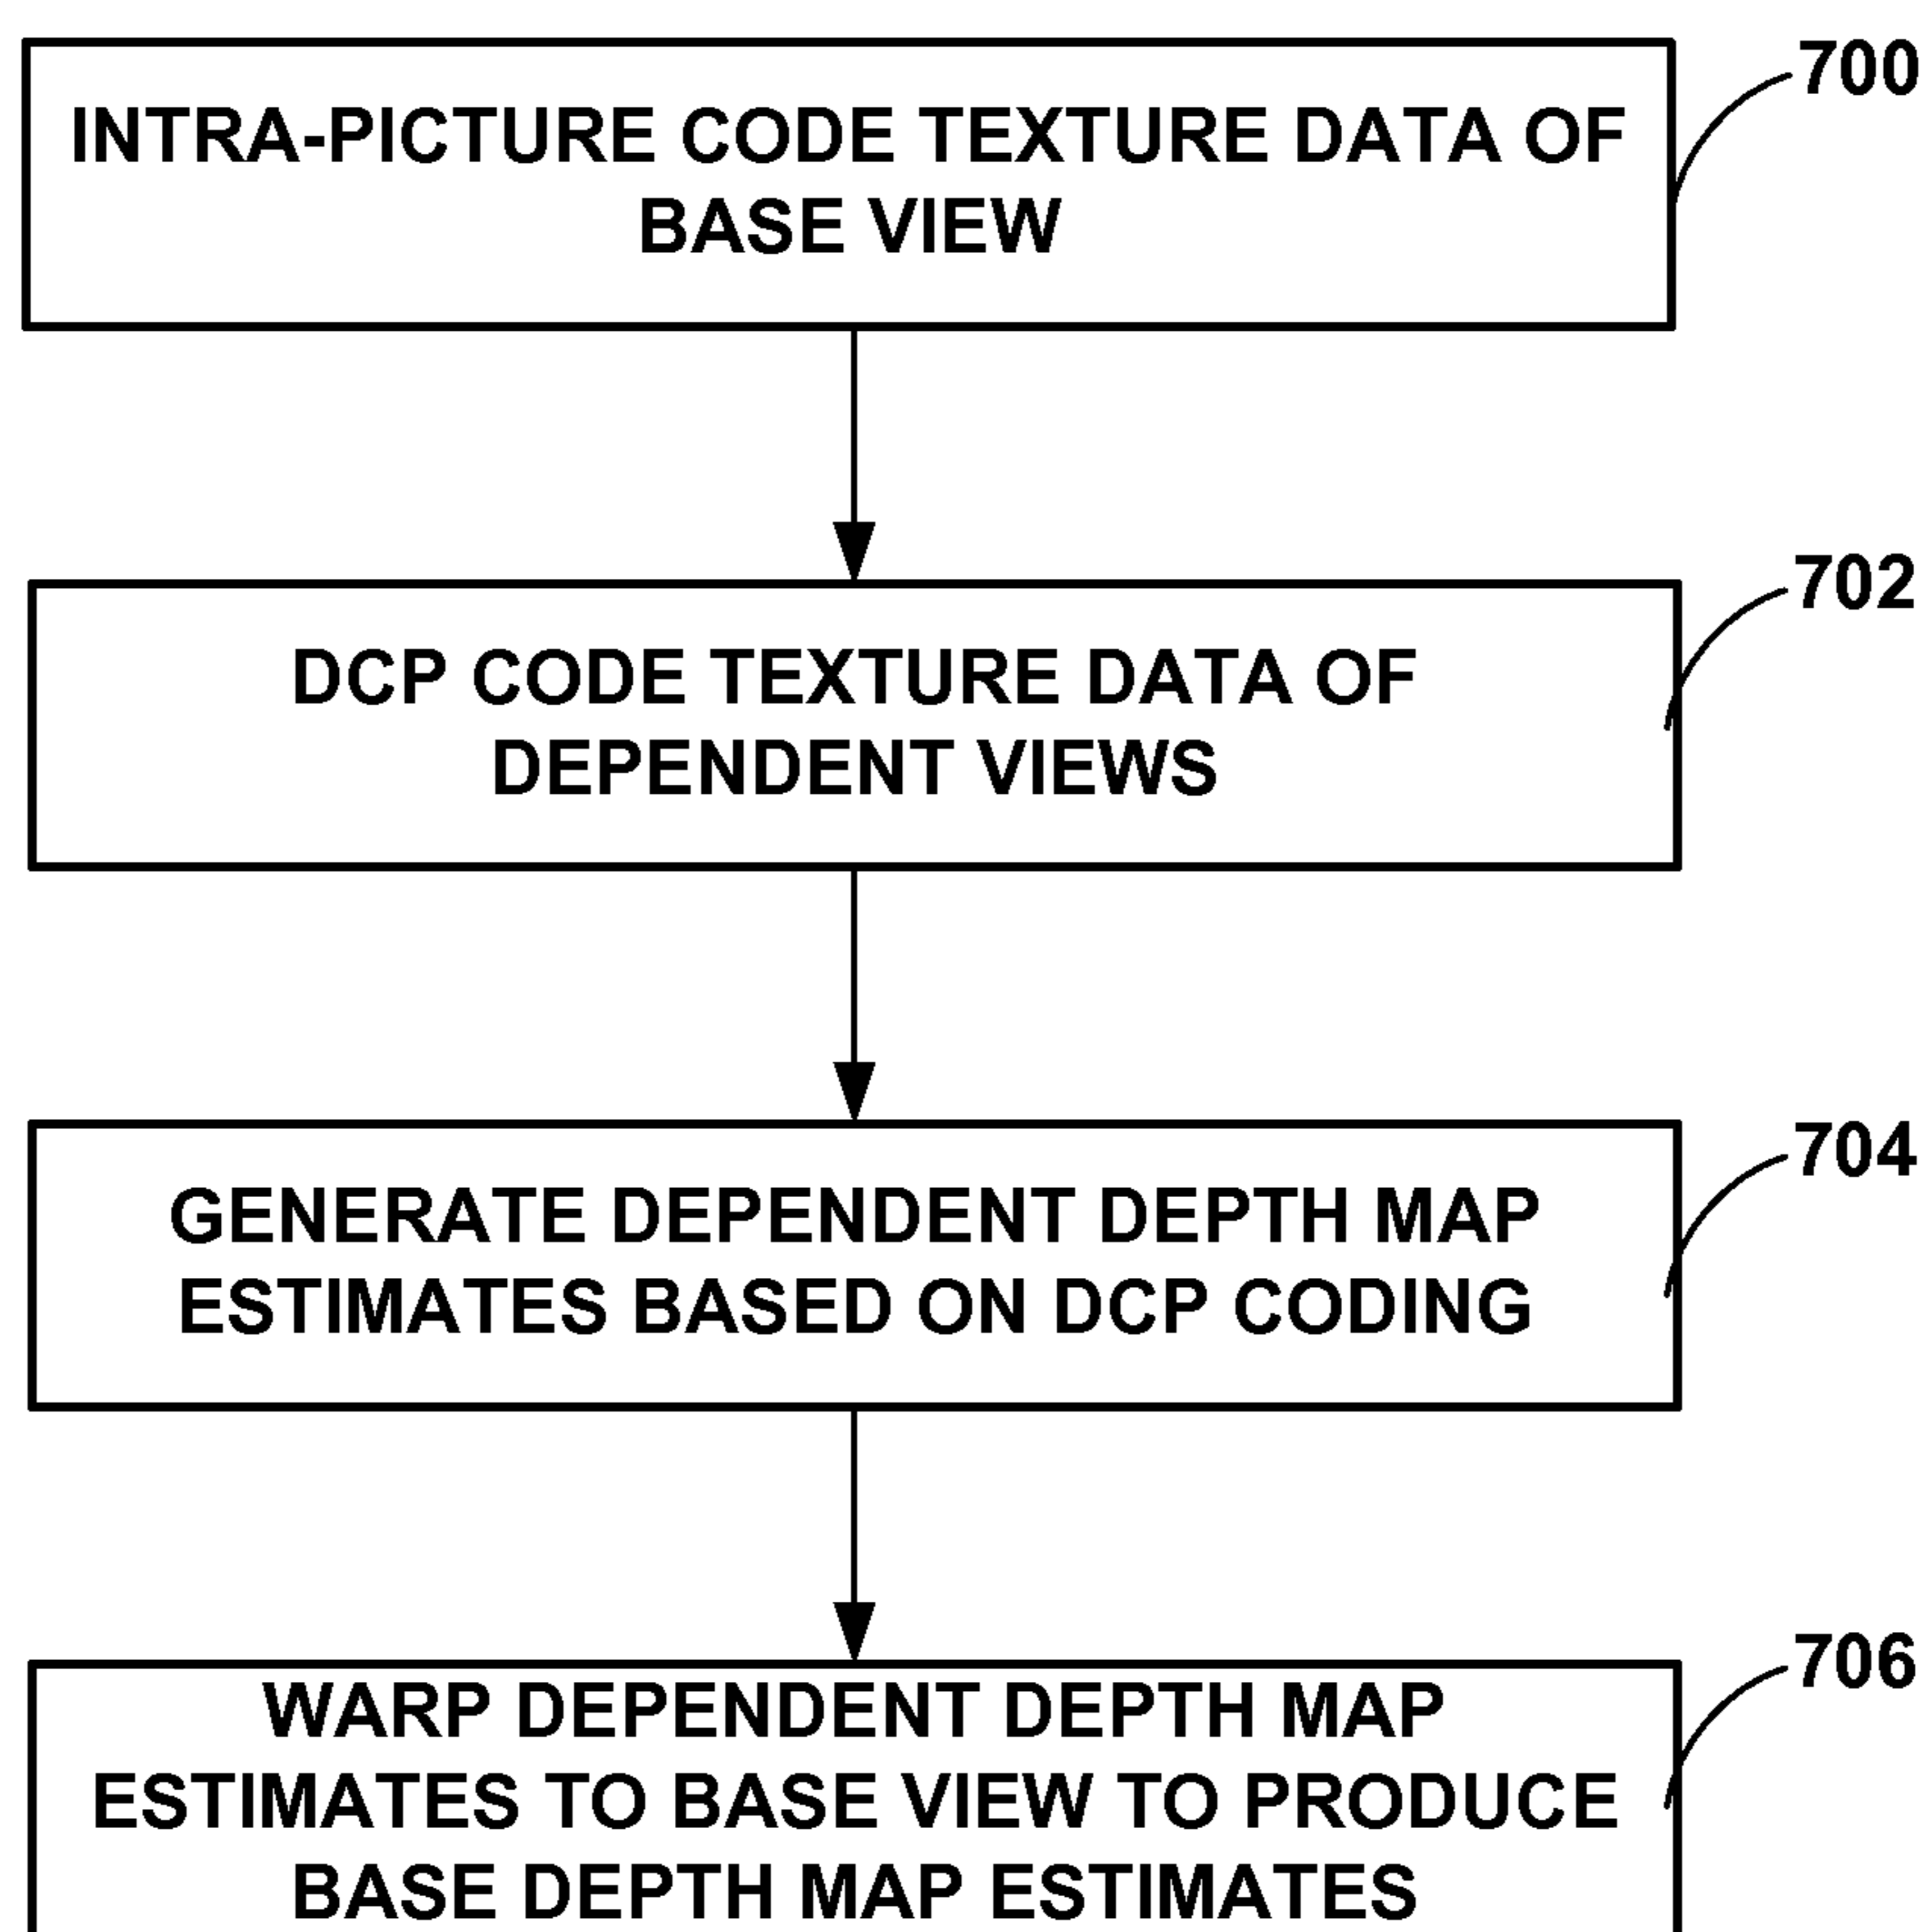 700
INTRA-PICTURE CODE TEXTURE DATA OF
BASE VIEW
702
DCP CODE TEXTURE DATA OF
DEPENDENT VIEWS
704
GENERATE DEPENDENT DEPTH MAP
ESTIMATES BASED ON DCP CODING
706
WARP DEPENDENT DEPTH MAP
ESTIMATES TO BASE VIEW TO PRODUCE
BASE DEPTH MAP ESTIMATES